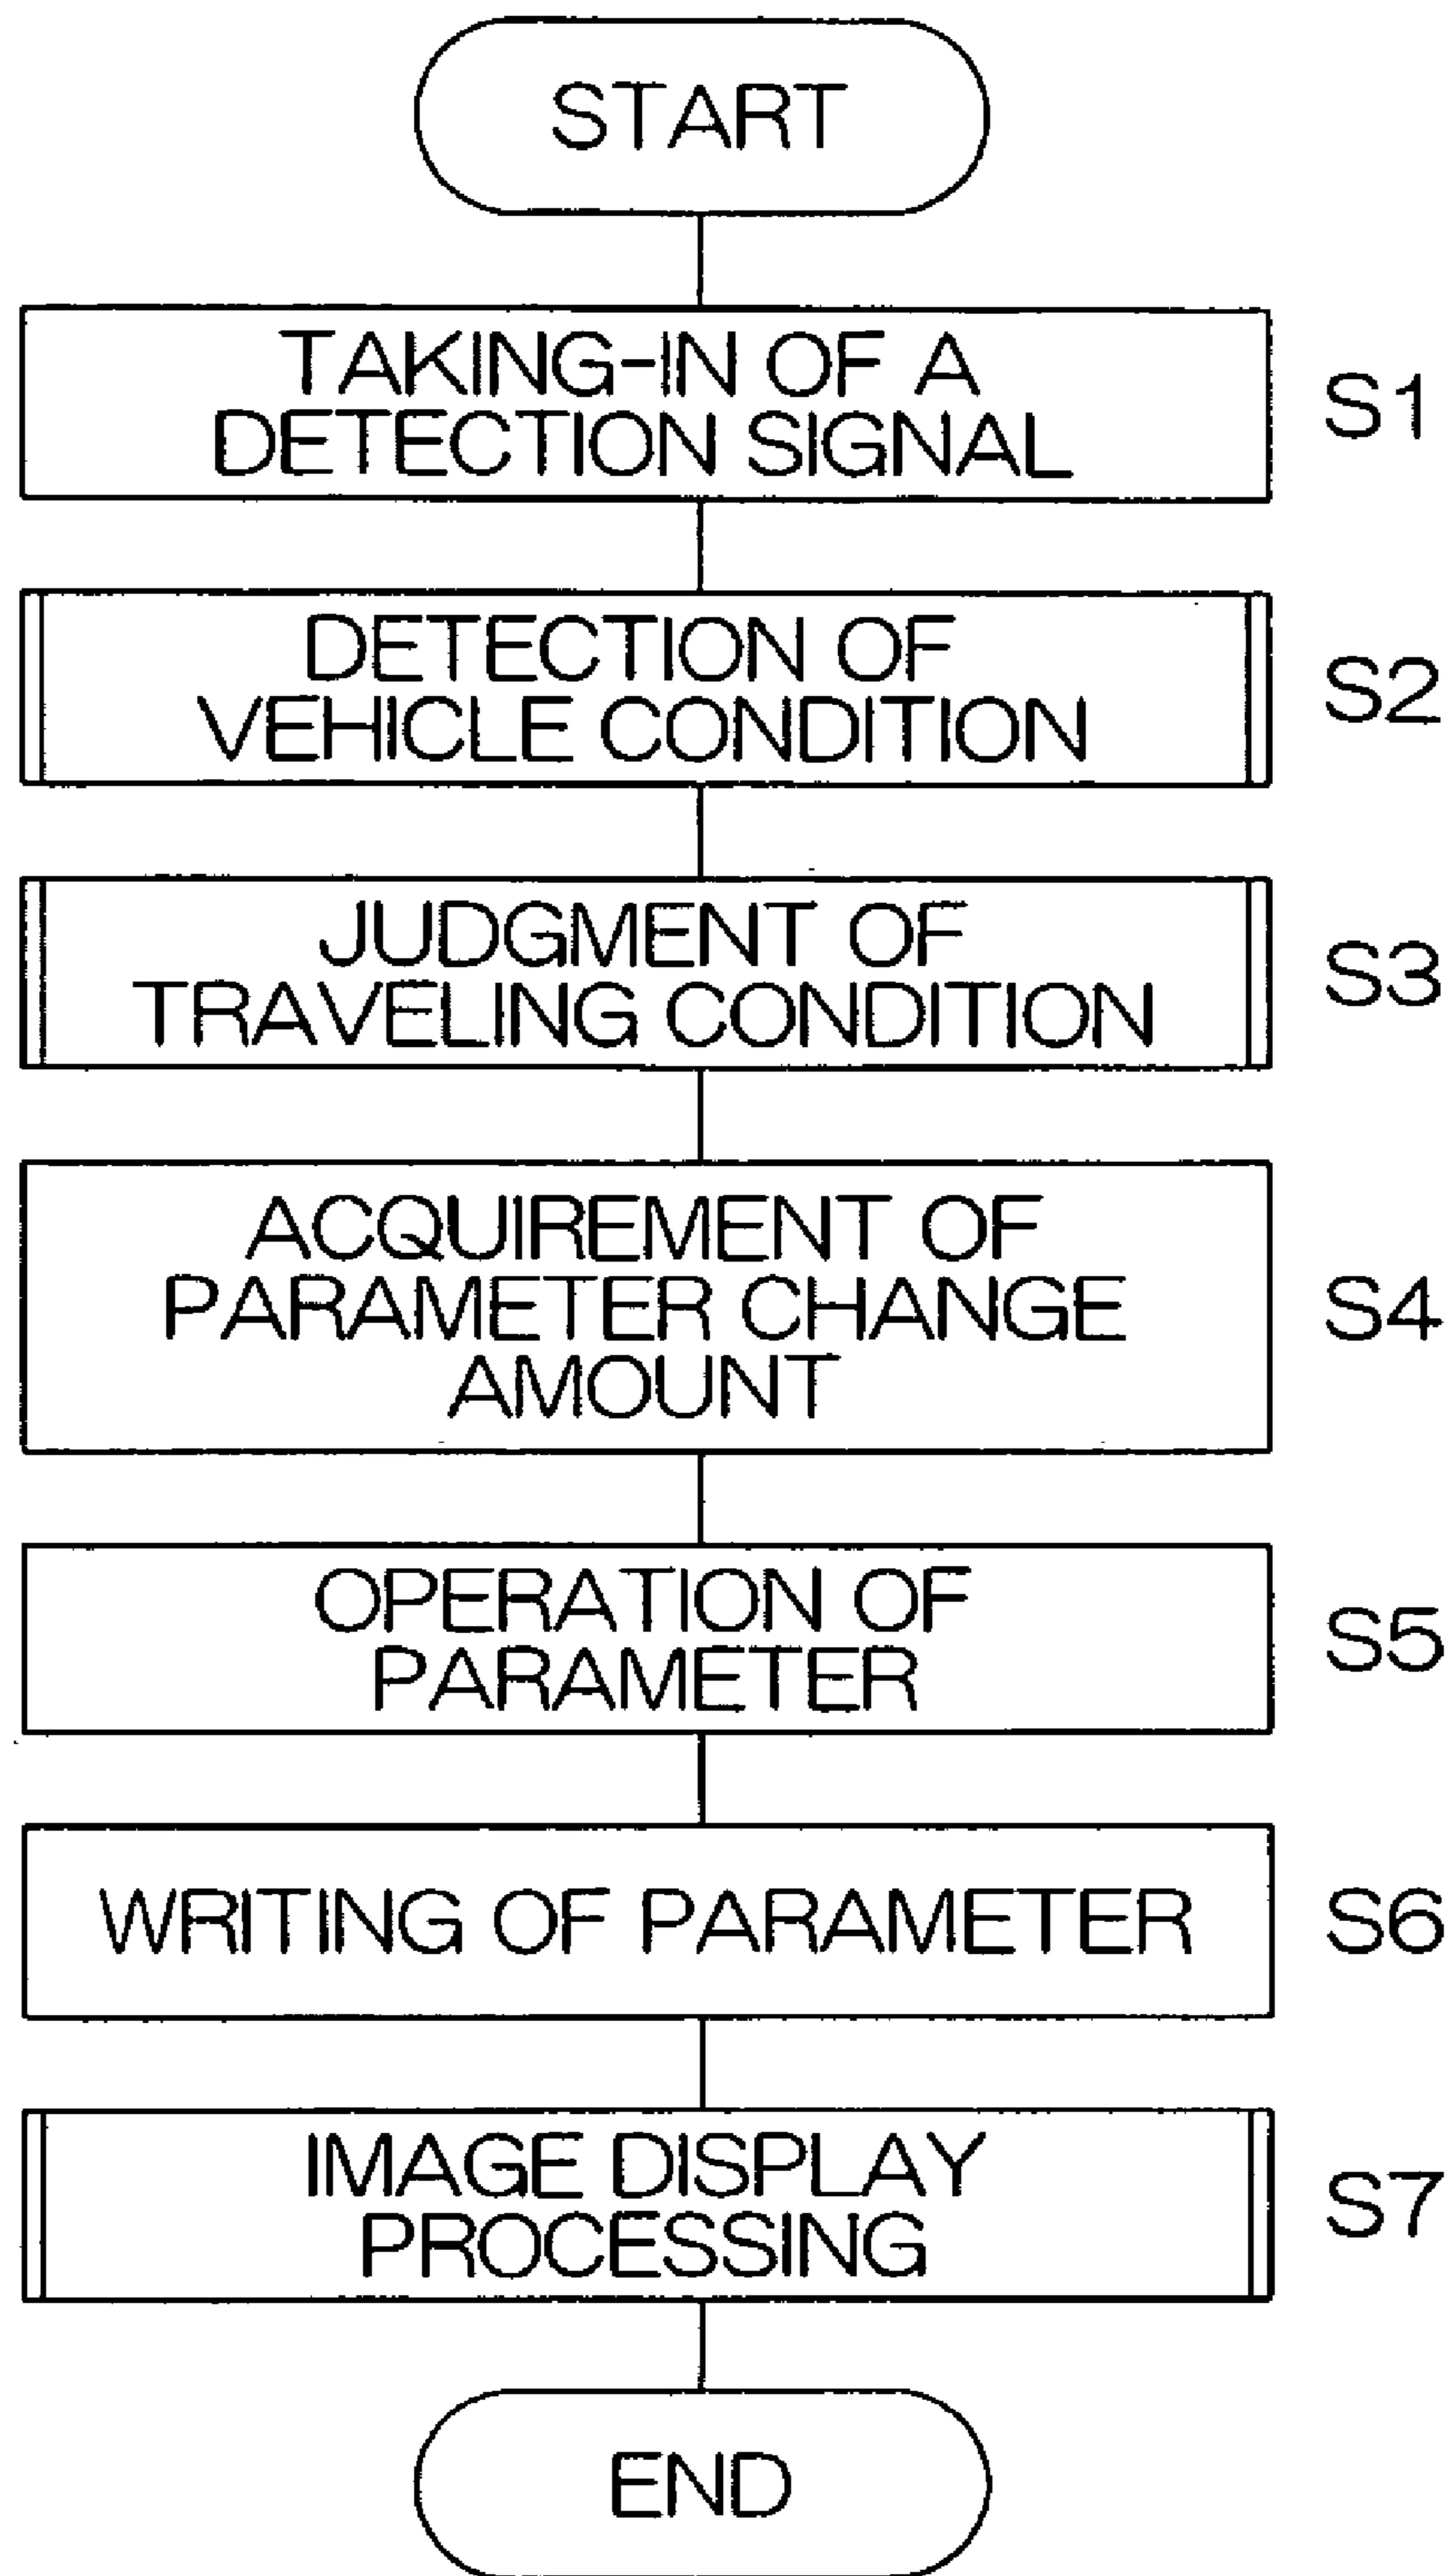 START
TAKING-IN OF A
DETECTION SIGNAL
S1
DETECTION OF
VEHICLE CONDITION
S2
JUDGMENT OF
TRAVELING CONDITION
S3
ACQUIREMENT OF
PARAMETER CHANGE
AMOUNT
S4
OPERATION OF
PARAMETER
S5
WRITING OF PARAMETER
S6
IMAGE DISPLAY
PROCESSING
S7
END